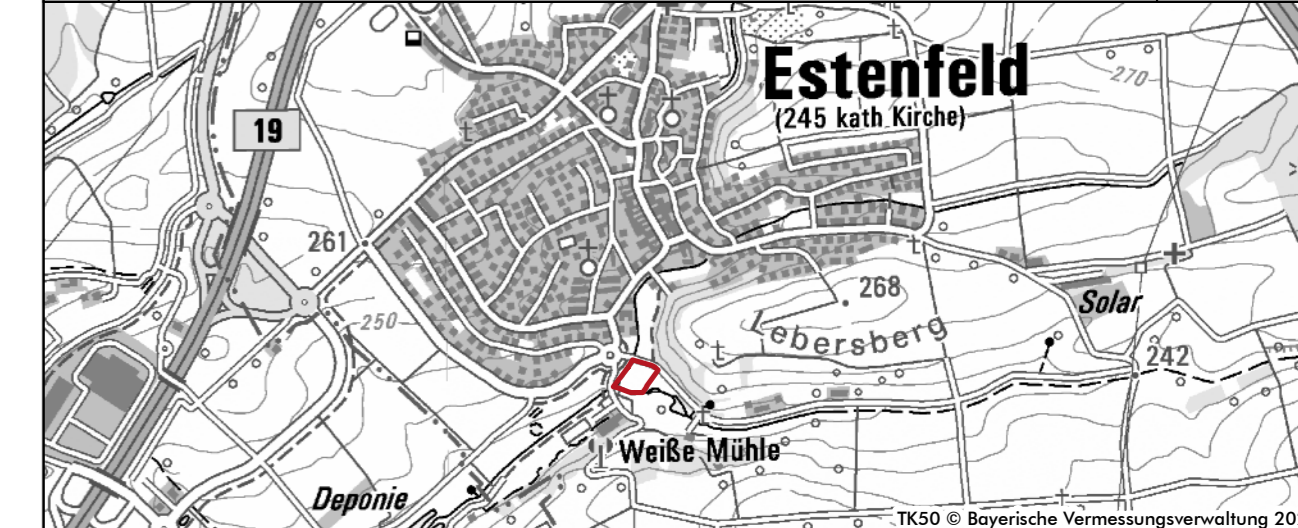 Estenfeld
(245 kath Kirche)
270
19
261
268
Solar
250
Lebersberg
242
Weiße Mühle
Deponie
TK50 © Bayerische Vermessungsverwaltung 20